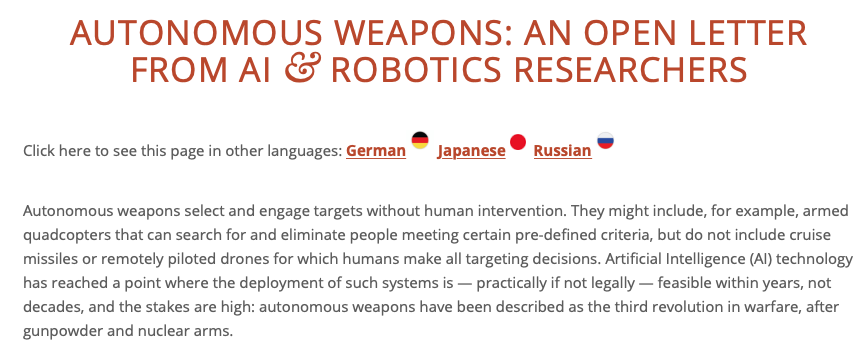 AUTONOMOUS WEAPONS: AN OPEN LETTER
FROM AI & ROBOTICS RESEARCHERS
Click here to see this page in other languages: German Japanese Russian
Autonomous weapons select and engage targets without human intervention. They might include, for example, armed
quadcopters that can search for and eliminate people meeting certain pre-defined criteria, but do not include cruise
missiles or remotely piloted drones for which humans make all targeting decisions. Artificial Intelligence (AI) technology
has reached a point where the deployment of such systems is — practically if not legally — feasible within years, not
decades, and the stakes are high: autonomous weapons have been described as the third revolution in warfare, after
gunpowder and nuclear arms.